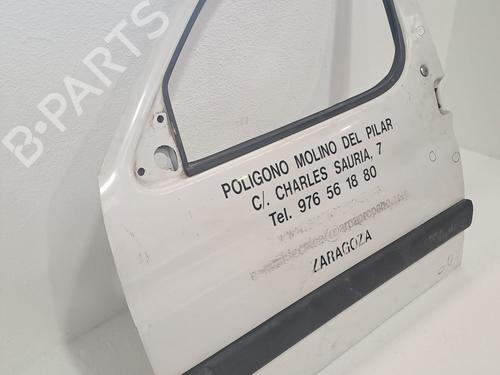 B-PARTS
POLIGONO MOLINO DEL PILAR
C/. CHARLES SAURIA, 7
Tel. 976 56 18 80
ZARAGOZA